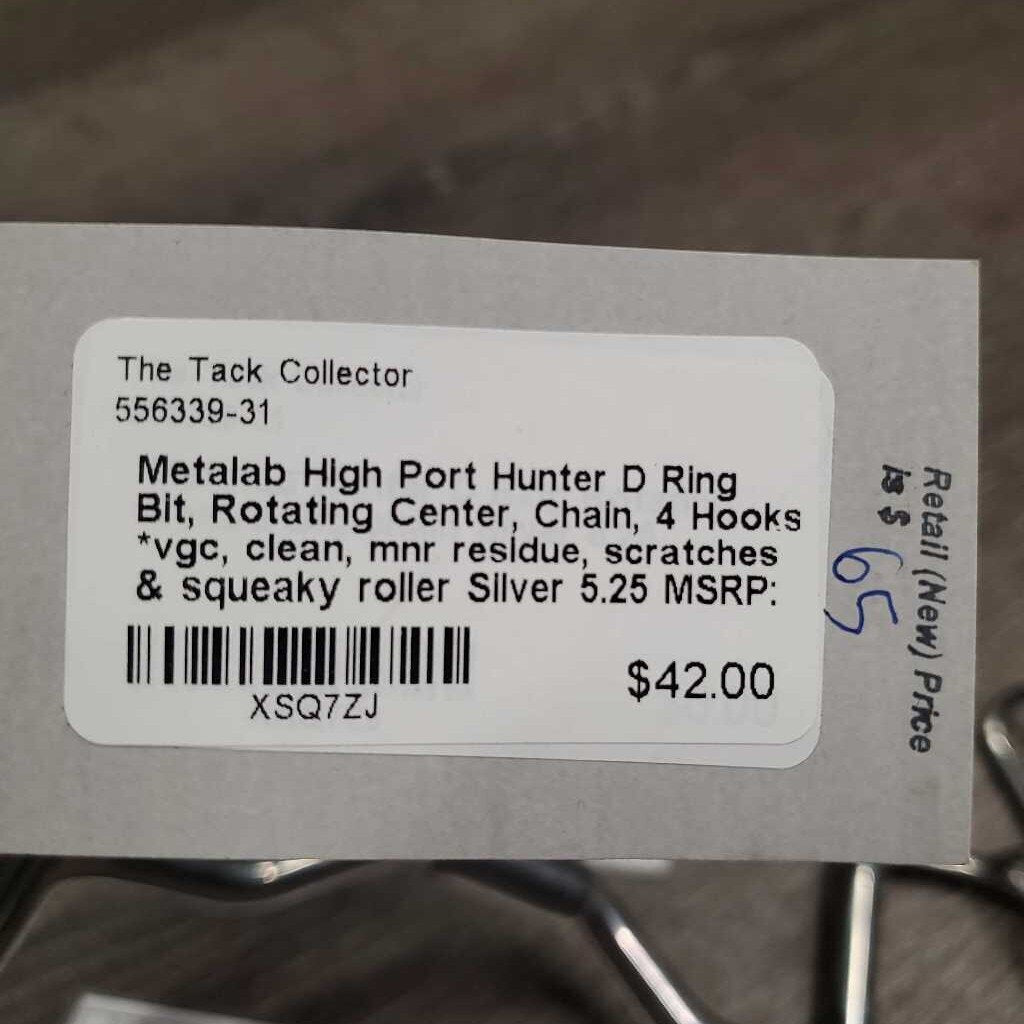 The Tack Collector
556339-31
Metalab High Port Hunter D Ring
Bit, Rotating Center, Chain, 4 Hooks
*vgc, clean, mnr residue, scratches
& squeaky roller Silver 5.25 MSRP:
XSQ7ZJ
$42.00
Retail (New) Price
is $ 65